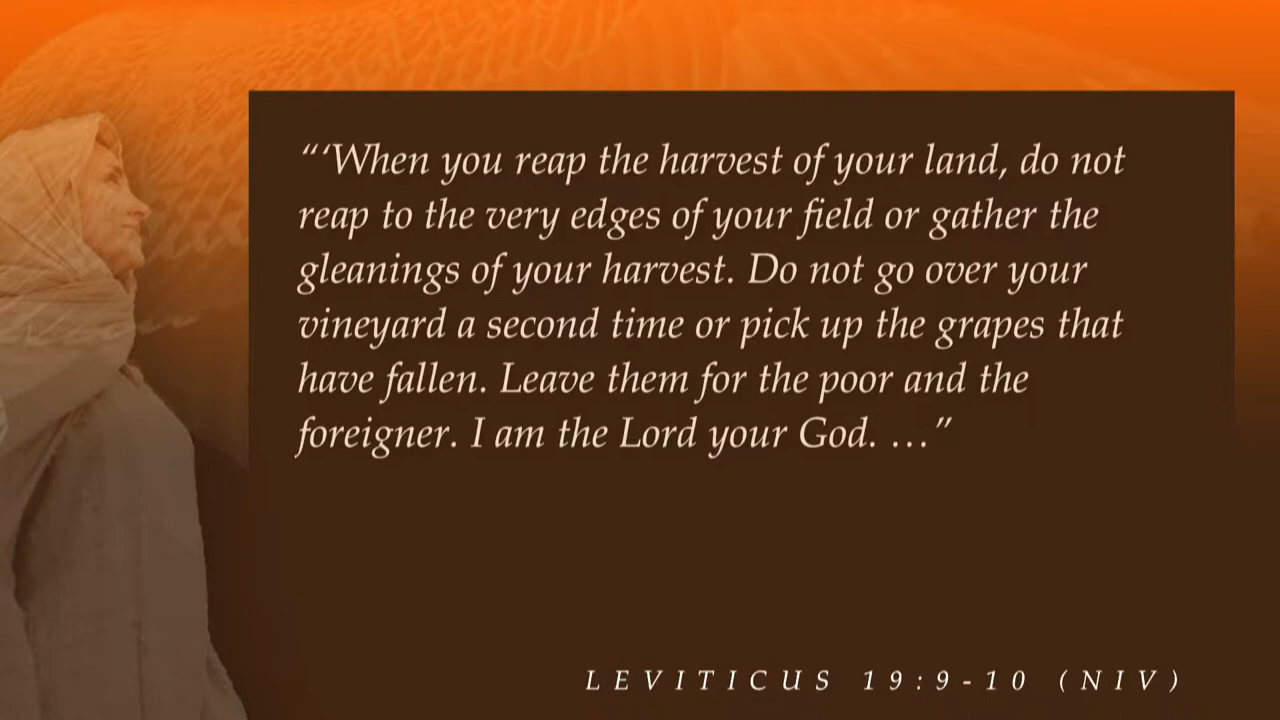 “‘When you reap the harvest of your land, do not
reap to the very edges of your field or gather the
gleanings of your harvest. Do not go over your
vineyard a second time or pick up the grapes that
have fallen. Leave them for the poor and the
foreigner. I am the Lord your God. …”
LEVITICUS 19:9-10 (NIV)